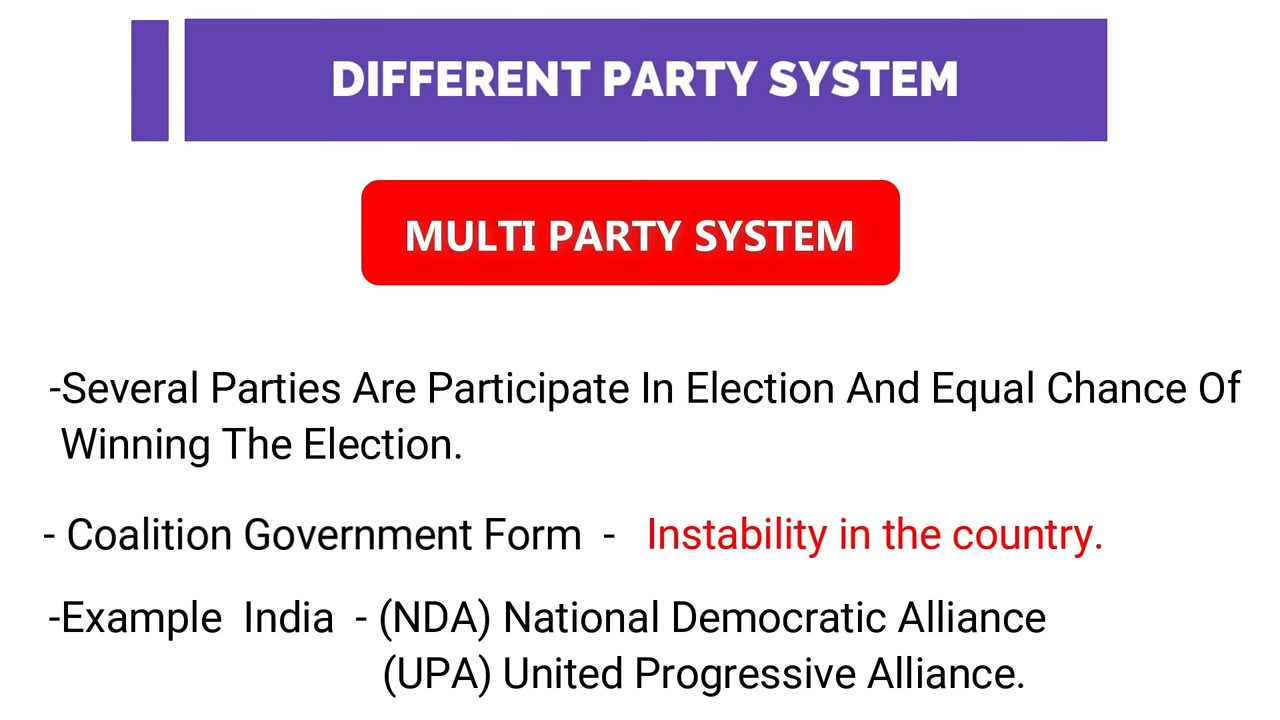 DIFFERENT PARTY SYSTEM
MULTI PARTY SYSTEM
-Several Parties Are Participate In Election And Equal Chance Of
Winning The Election.
- Coalition Government Form - Instability in the country.
-Example India - (NDA) National Democratic Alliance
(UPA) United Progressive Alliance.